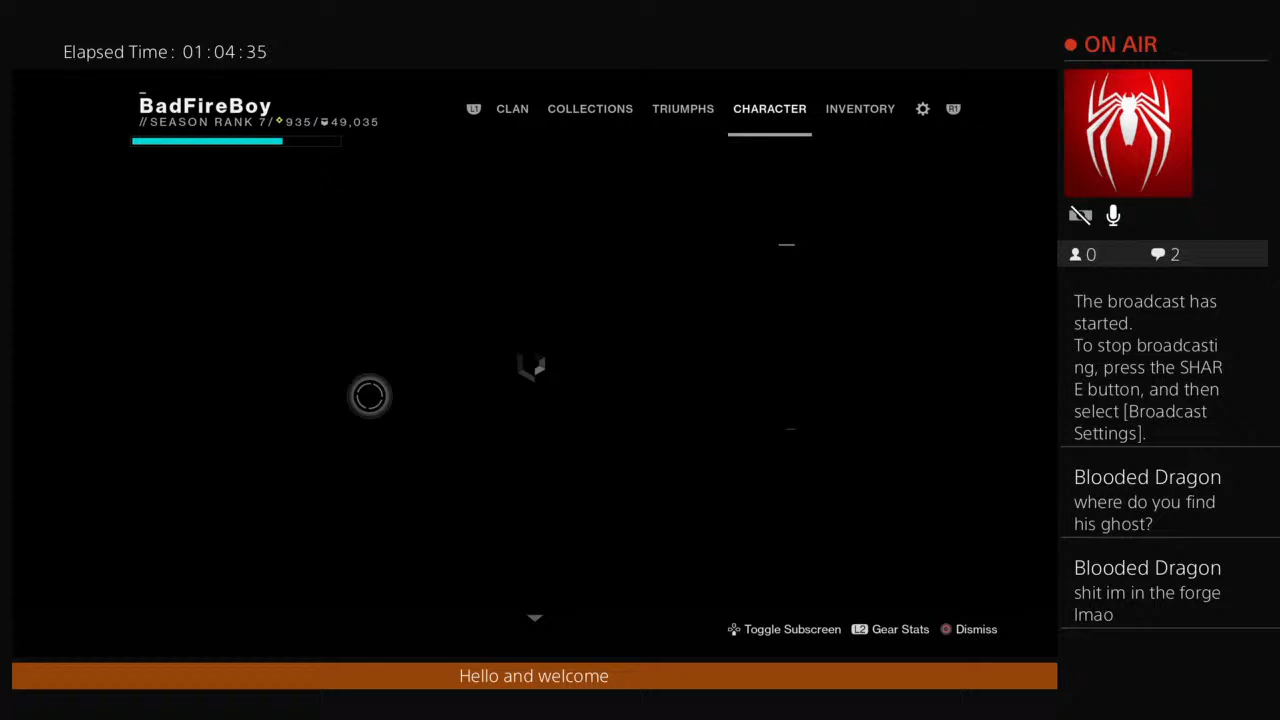 Elapsed Time: 01:04:35
ON AIR
BadFireBoy
//SEASON RANK 7/935/49,035
L1 CLAN COLLECTIONS TRIUMPHS CHARACTER INVENTORY R1
0 2
The broadcast has
started.
To stop broadcasti
ng, press the SHAR
E button, and then
select [Broadcast
Settings].
Blooded Dragon
where do you find
his ghost?
Blooded Dragon
shit im in the forge
lmao
Toggle Subscreen L2 Gear Stats Dismiss
Hello and welcome